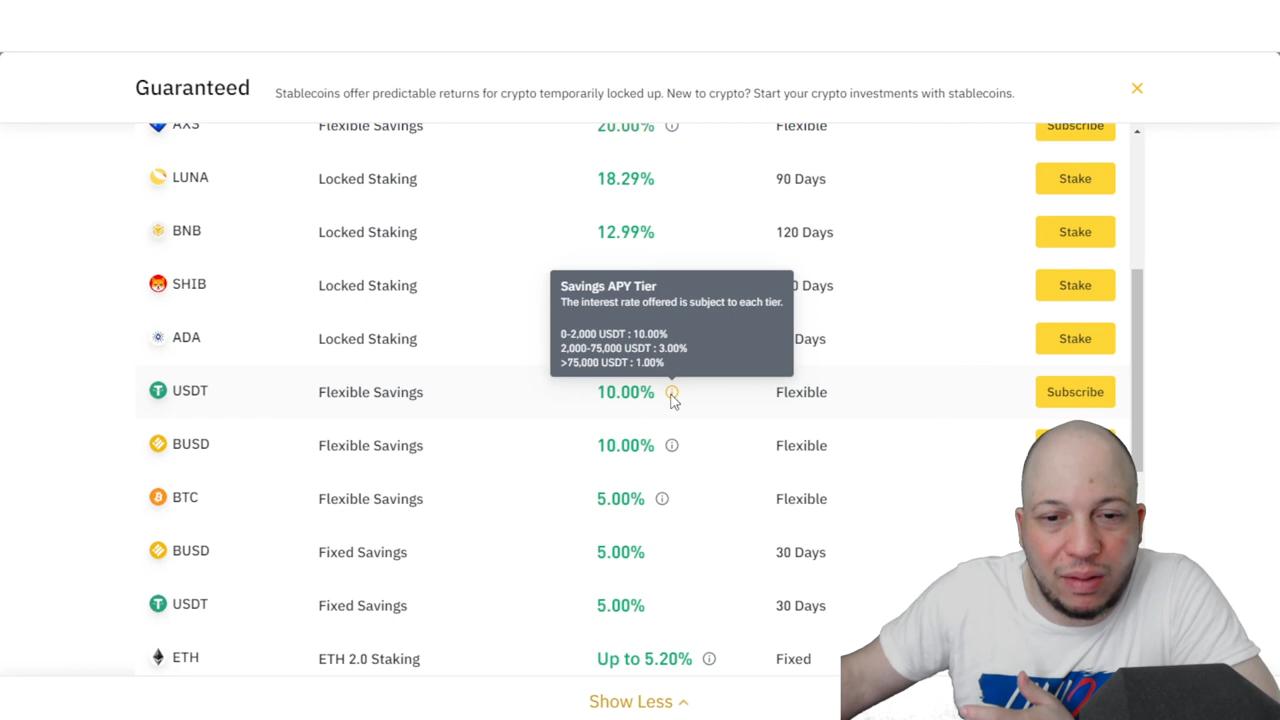 Guaranteed
Stablecoins offer predictable returns for crypto temporarily locked up. New to crypto? Start your crypto investments with stablecoins.
AXS Flexible Savings 20.00% Flexible Subscribe
LUNA Locked Staking 18.29% 90 Days Stake
BNB Locked Staking 12.99% 120 Days Stake
SHIB Locked Staking Days Stake
Savings APY Tier
The interest rate offered is subject to each tier.
0-2,000 USDT : 10.00%
2,000-75,000 USDT : 3.00%
>75,000 USDT : 1.00%
ADA Locked Staking Days Stake
USDT Flexible Savings 10.00% Flexible Subscribe
BUSD Flexible Savings 10.00% Flexible
BTC Flexible Savings 5.00% Flexible
BUSD Fixed Savings 5.00% 30 Days
USDT Fixed Savings 5.00% 30 Days
ETH ETH 2.0 Staking Up to 5.20% Fixed
Show Less